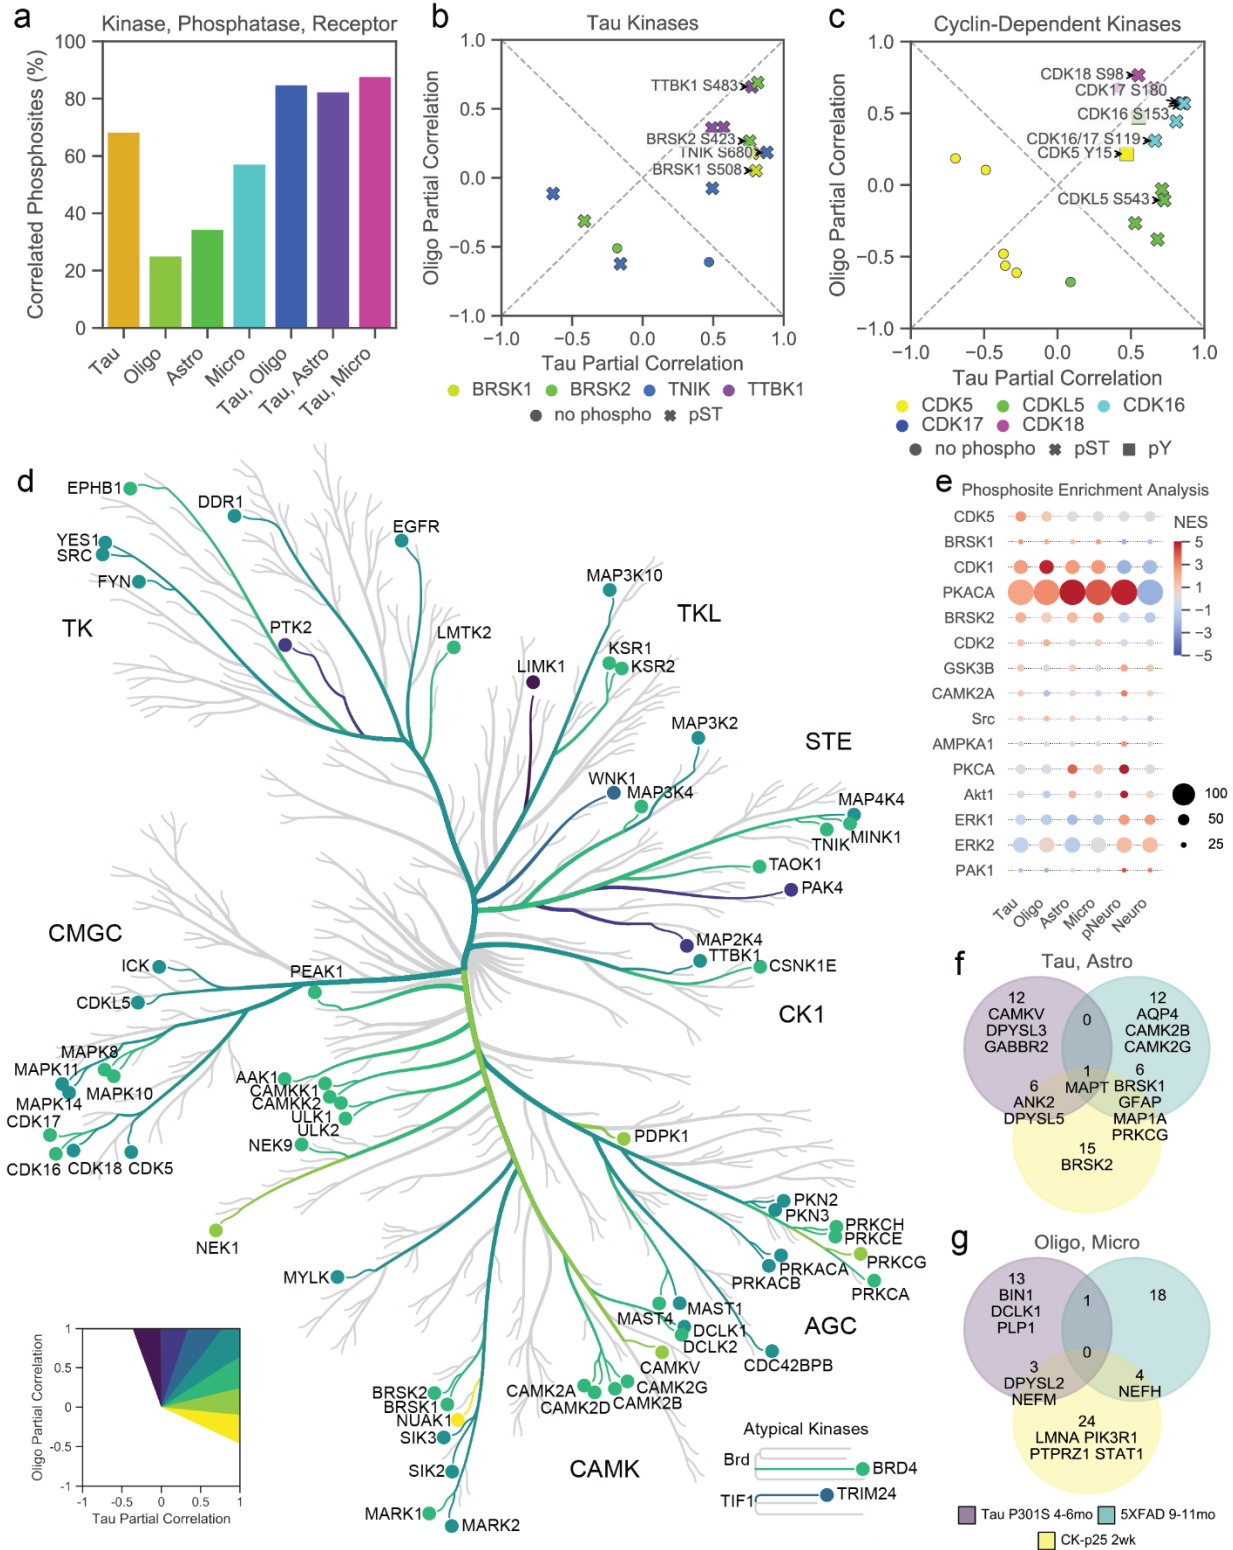 a
Kinase, Phosphatase, Receptor
Correlated Phosphosites (%)
100
80
60
40
20
0
Tau
Oligo
Astro
Micro
Tau, Oligo
Tau, Astro
Tau, Micro
b
Tau Kinases
Oligo Partial Correlation
1.0
0.5
0.0
−0.5
−1.0
TTBK1 S483
BRSK2 S423
TNIK S680
BRSK1 S508
−1.0 −0.5 0.0 0.5 1.0
Tau Partial Correlation
BRSK1 BRSK2 TNIK TTBK1
no phospho pST
c
Cyclin-Dependent Kinases
Oligo Partial Correlation
1.0
0.5
0.0
−0.5
−1.0
CDK18 S98
CDK17 S180
CDK16 S153
CDK16/17 S119
CDK5 Y15
CDKL5 S543
−1.0 −0.5 0.0 0.5 1.0
Tau Partial Correlation
CDK5 CDKL5 CDK16
CDK17 CDK18
no phospho pST pY
d
EPHB1
DDR1
EGFR
YES1
SRC
FYN
TK
PTK2
LMTK2
MAP3K10
TKL
KSR1
KSR2
LIMK1
MAP3K2
STE
WNK1
MAP3K4
MAP4K4
MINK1
TNIK
TAOK1
PAK4
MAP2K4
TTBK1
CSNK1E
CK1
CMGC
ICK
PEAK1
CDKL5
MAPK8
MAPK11
MAPK10
MAPK14
CDK17
CDK16
CDK18
CDK5
AAK1
CAMKK1
CAMKK2
ULK1
ULK2
NEK9
NEK1
PDPK1
PKN2
PKN3
PRKCH
PRKCE
PRKCG
PRKACA
PRKACB
PRKCA
AGC
MYLK
MAST1
MAST4
DCLK1
DCLK2
CDC42BPB
CAMKV
CAMK2G
CAMK2A
CAMK2D
CAMK2B
BRSK2
BRSK1
NUAK1
SIK3
SIK2
MARK1
MARK2
CAMK
Atypical Kinases
Brd
BRD4
TIF1
TRIM24
Oligo Partial Correlation
1
0.5
0
-0.5
-1
-1 -0.5 0 0.5 1
Tau Partial Correlation
e
Phosphosite Enrichment Analysis
CDK5
BRSK1
CDK1
PKACA
BRSK2
CDK2
GSK3B
CAMK2A
Src
AMPKA1
PKCA
Akt1
ERK1
ERK2
PAK1
Tau
Oligo
Astro
Micro
pNeuro
Neuro
NES
5
3
1
−1
−3
−5
100
50
25
f
Tau, Astro
12
CAMKV
DPYSL3
GABBR2
0
12
AQP4
CAMK2B
CAMK2G
1
MAPT
6
ANK2
DPYSL5
6
BRSK1
GFAP
MAP1A
PRKCG
15
BRSK2
g
Oligo, Micro
13
BIN1
DCLK1
PLP1
1
18
0
3
DPYSL2
NEFM
4
NEFH
24
LMNA PIK3R1
PTPRZ1 STAT1
Tau P301S 4-6mo
5XFAD 9-11mo
CK-p25 2wk